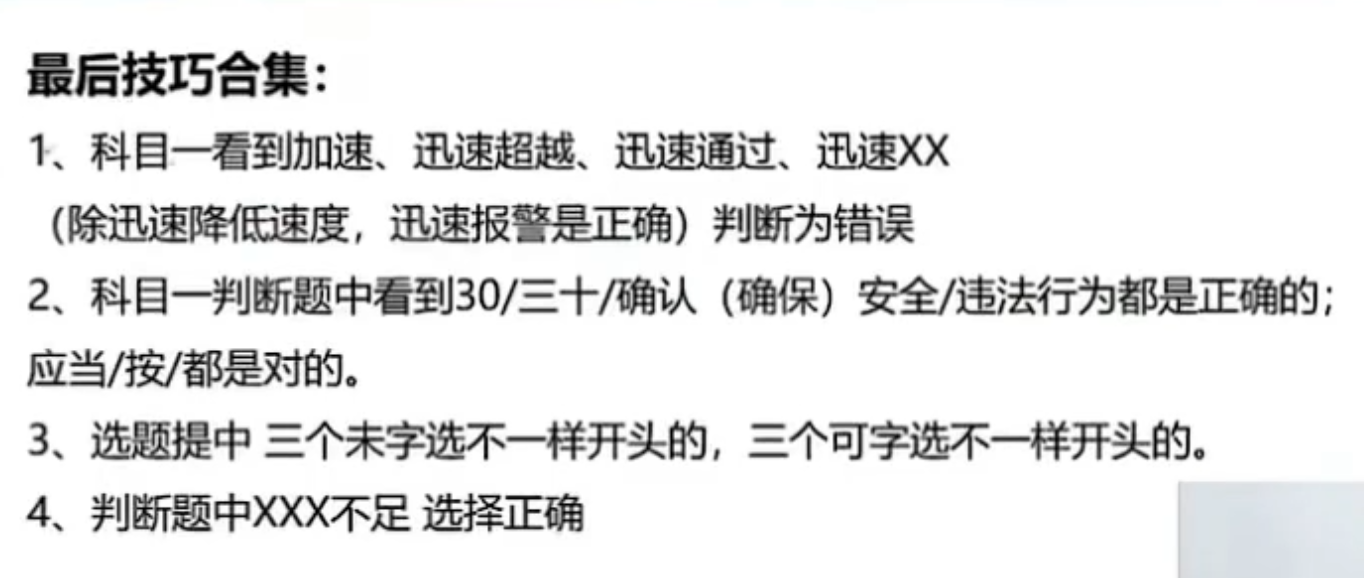 最后技巧合集：
1、科目一看到加速、迅速超越、迅速通过、迅速XX
（除迅速降低速度，迅速报警是正确）判断为错误
2、科目一判断题中看到30/三十/确认（确保）安全/违法行为都是正确的；
应当/按/都是对的。
3、选题提中 三个未字选不一样开头的，三个可字选不一样开头的。
4、判断题中XXX不足 选择正确